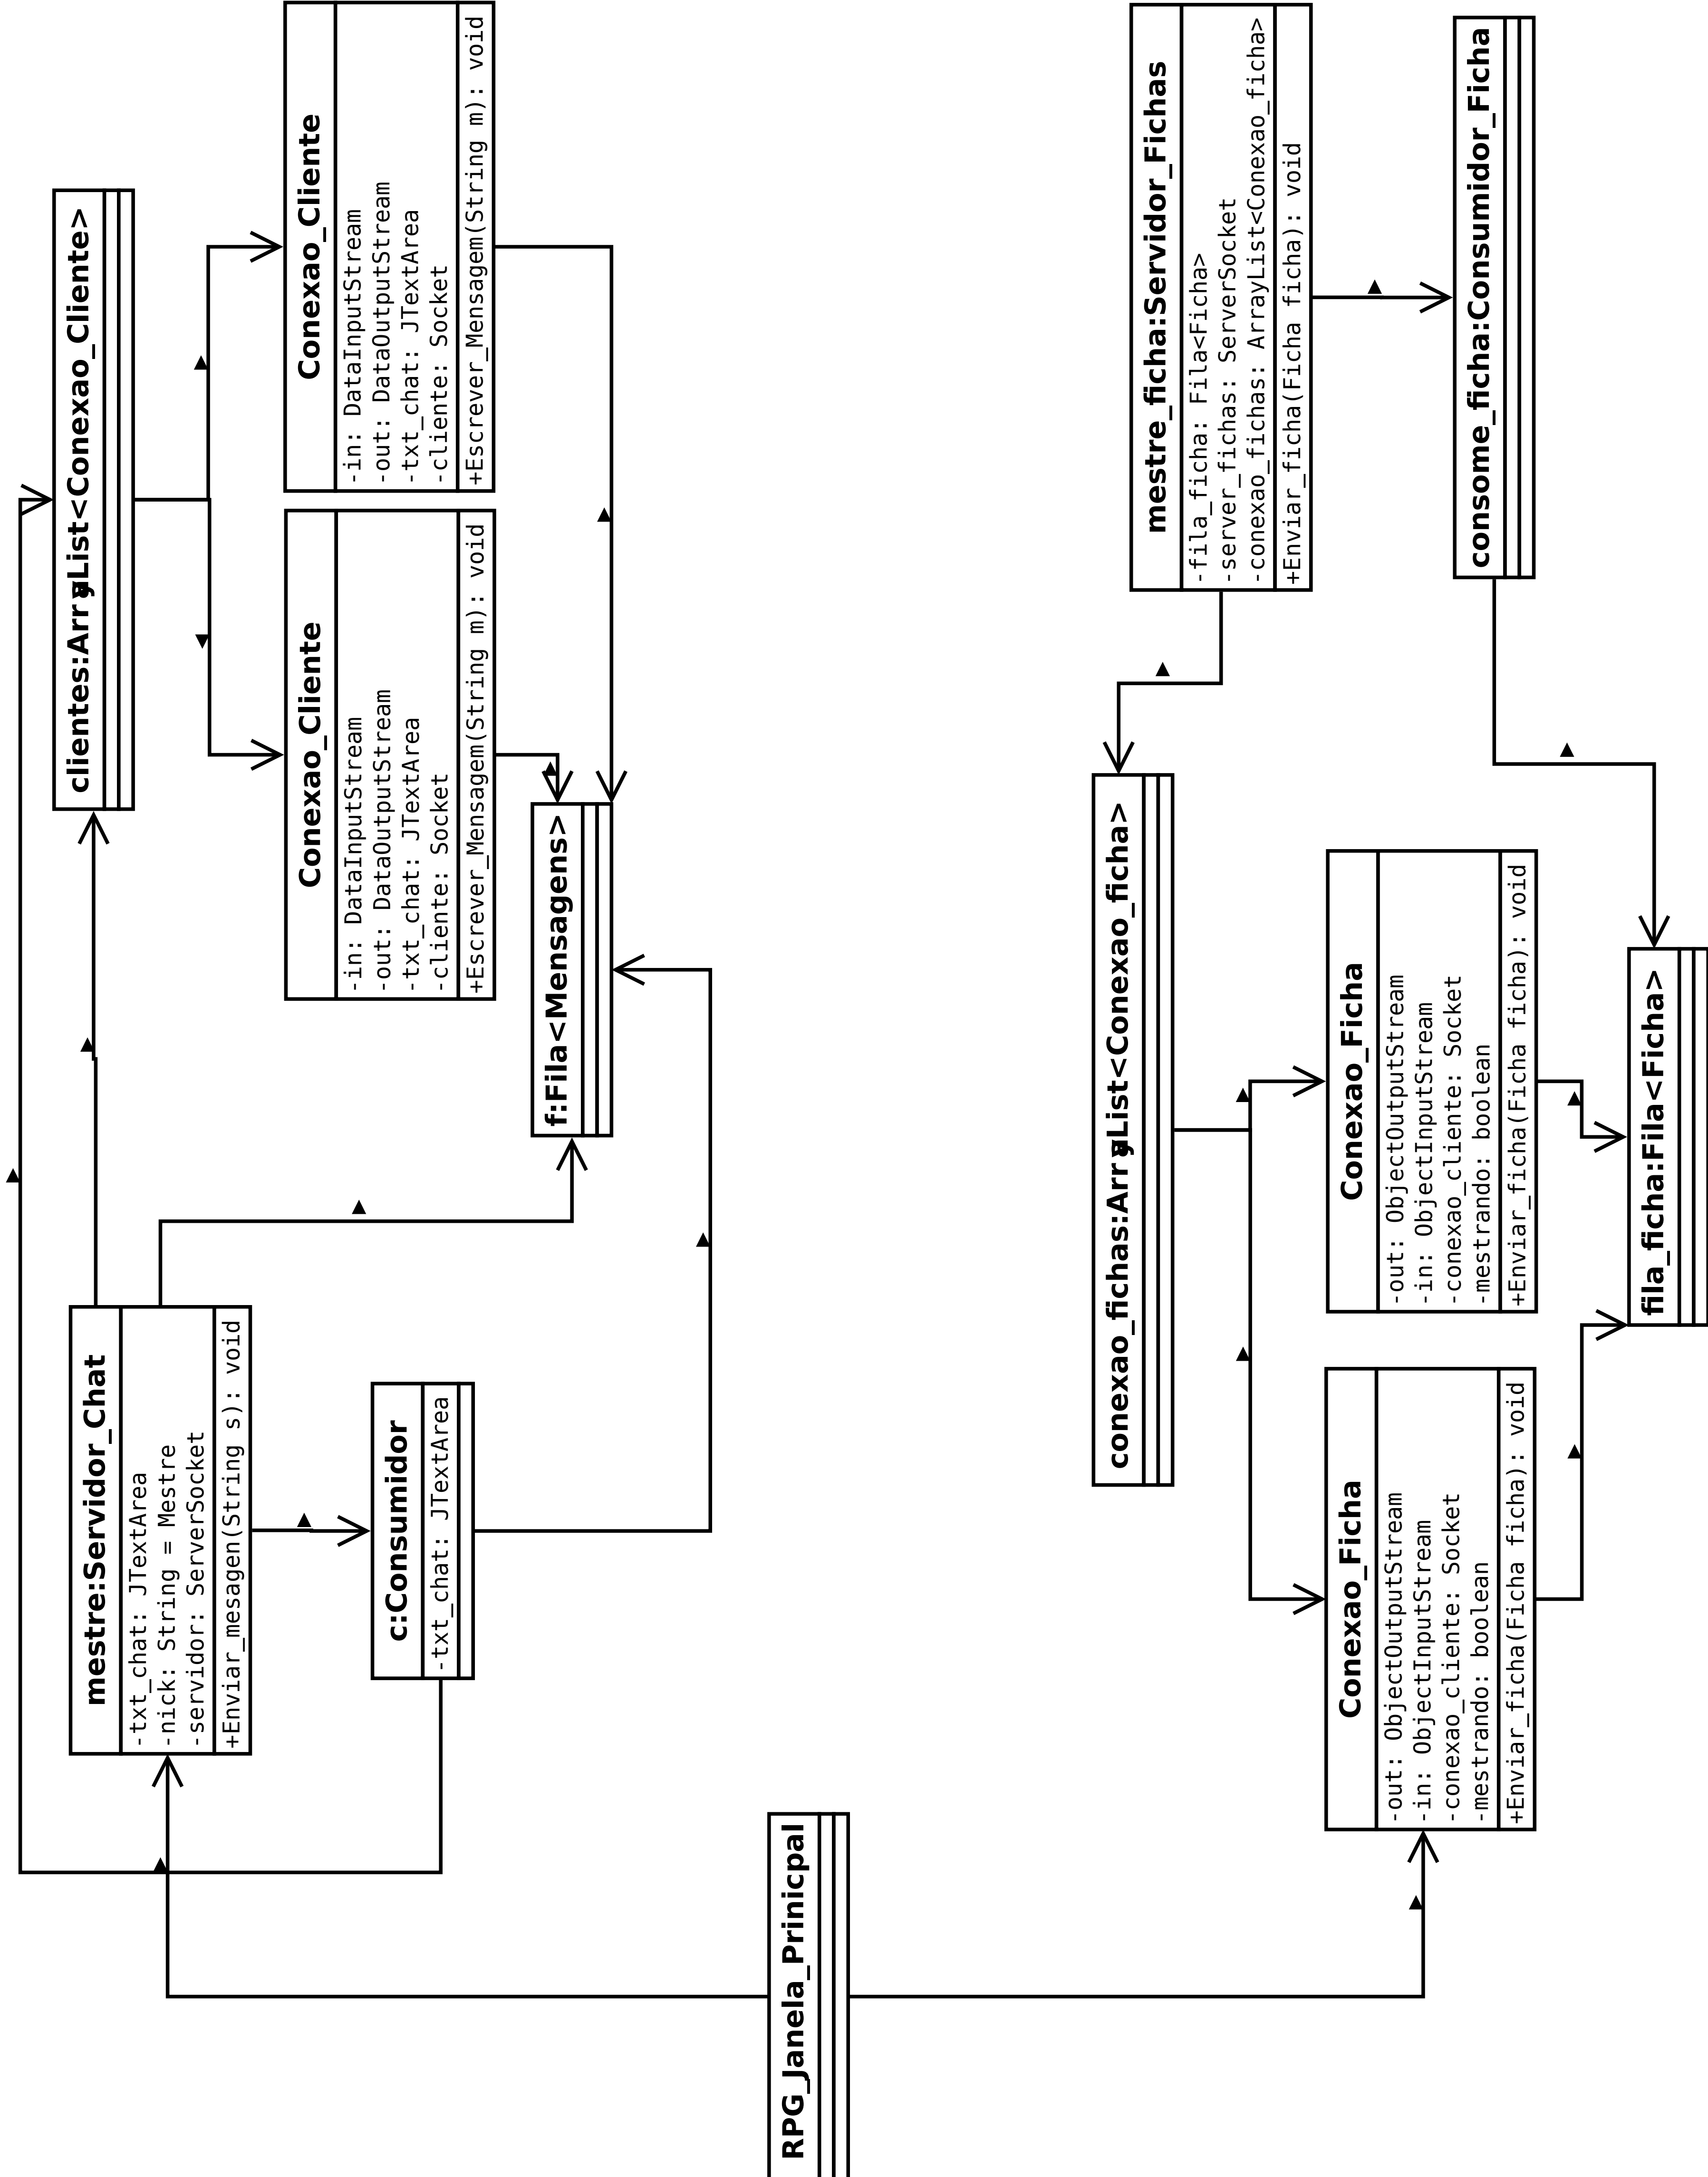 clientes:ArrayList<Conexao_Cliente>
mestre:Servidor_Chat
-txt_chat: JTextArea
-nick: String = Mestre
-servidor: ServerSocket
+Enviar_mesagen(String s): void
Conexao_Cliente
-in: DataInputStream
-out: DataOutputStream
-txt_chat: JTextArea
-cliente: Socket
+Escrever_Mensagem(String m): void
Conexao_Cliente
-in: DataInputStream
-out: DataOutputStream
-txt_chat: JTextArea
-cliente: Socket
+Escrever_Mensagem(String m): void
c:Consumidor
-txt_chat: JTextArea
f:Fila<Mensagens>
RPG_Janela_Prinicpal
conexao_fichas:ArrayList<Conexao_ficha>
mestre_ficha:Servidor_Fichas
-fila_ficha: Fila<Ficha>
-server_fichas: ServerSocket
-conexao_fichas: ArrayList<Conexao_ficha>
+Enviar_ficha(Ficha ficha): void
Conexao_Ficha
-out: ObjectOutputStream
-in: ObjectInputStream
-conexao_cliente: Socket
-mestrando: boolean
+Enviar_ficha(Ficha ficha): void
Conexao_Ficha
-out: ObjectOutputStream
-in: ObjectInputStream
-conexao_cliente: Socket
-mestrando: boolean
+Enviar_ficha(Ficha ficha): void
consome_ficha:Consumidor_Ficha
fila_ficha:Fila<Ficha>